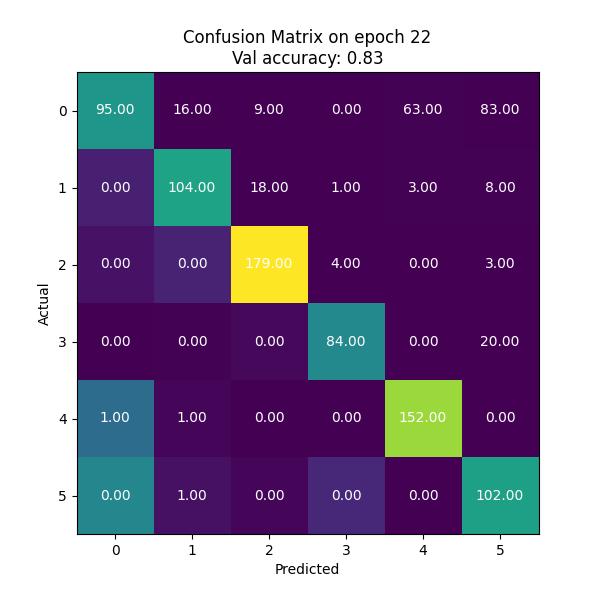 Confusion Matrix on epoch 22
Val accuracy: 0.83
0 95.00 16.00 9.00 0.00 63.00 83.00
1 0.00 104.00 18.00 1.00 3.00 8.00
2 0.00 0.00 179.00 4.00 0.00 3.00
Actual
3 0.00 0.00 0.00 84.00 0.00 20.00
4 1.00 1.00 0.00 0.00 152.00 0.00
5 0.00 1.00 0.00 0.00 0.00 102.00
0 1 2 3 4 5
Predicted